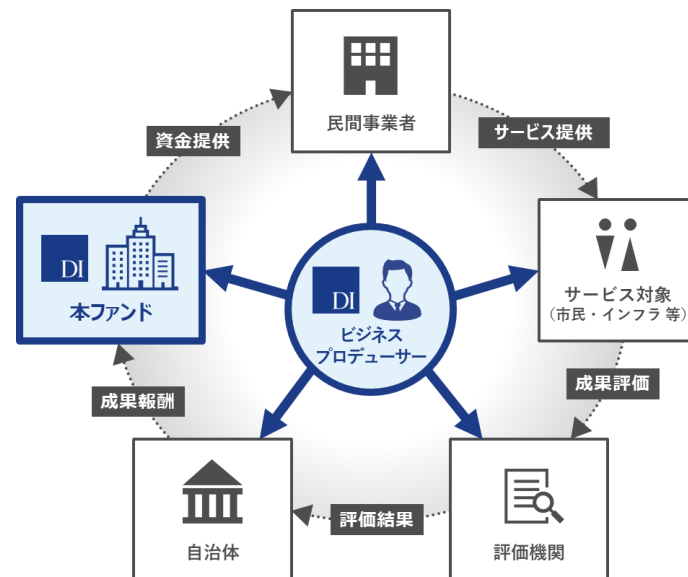 民間事業者
資金提供
サービス提供
DI
本ファンド
DI
ビジネス
プロデューサー
サービス対象
（市民・インフラ 等）
成果報酬
成果評価
自治体
評価結果
評価機関